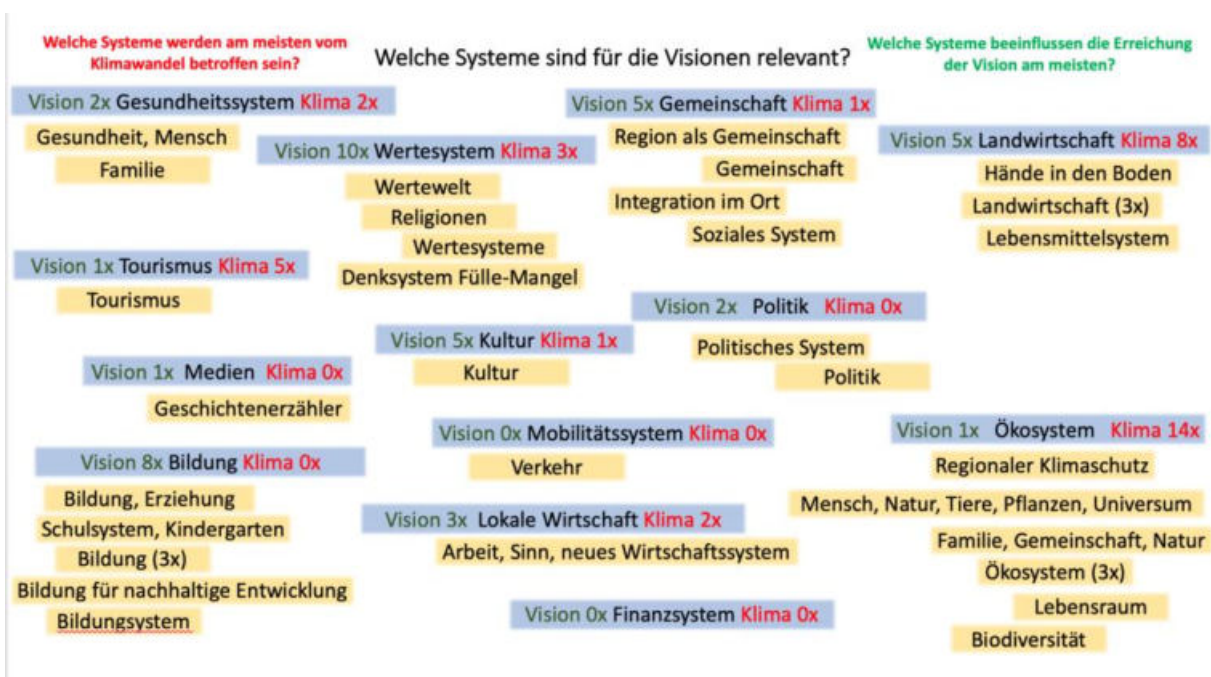 Welche Systeme werden am meisten vom
Klimawandel betroffen sein?
Welche Systeme sind für die Visionen relevant?
Welche Systeme beeinflussen die Erreichung
der Vision am meisten?
Vision 2x Gesundheitssystem Klima 2x
Gesundheit, Mensch
Familie
Vision 10x Wertesystem Klima 3x
Wertewelt
Religionen
Wertesysteme
Denksystem Fülle-Mangel
Vision 5x Gemeinschaft Klima 1x
Region als Gemeinschaft
Gemeinschaft
Integration im Ort
Soziales System
Vision 5x Landwirtschaft Klima 8x
Hände in den Boden
Landwirtschaft (3x)
Lebensmittelsystem
Vision 1x Tourismus Klima 5x
Tourismus
Vision 2x Politik Klima 0x
Politisches System
Politik
Vision 5x Kultur Klima 1x
Kultur
Vision 1x Medien Klima 0x
Geschichtenerzähler
Vision 0x Mobilitätssystem Klima 0x
Verkehr
Vision 1x Ökosystem Klima 14x
Regionaler Klimaschutz
Mensch, Natur, Tiere, Pflanzen, Universum
Familie, Gemeinschaft, Natur
Ökosystem (3x)
Lebensraum
Biodiversität
Vision 8x Bildung Klima 0x
Bildung, Erziehung
Schulsystem, Kindergarten
Bildung (3x)
Bildung für nachhaltige Entwicklung
Bildungsystem
Vision 3x Lokale Wirtschaft Klima 2x
Arbeit, Sinn, neues Wirtschaftssystem
Vision 0x Finanzsystem Klima 0x